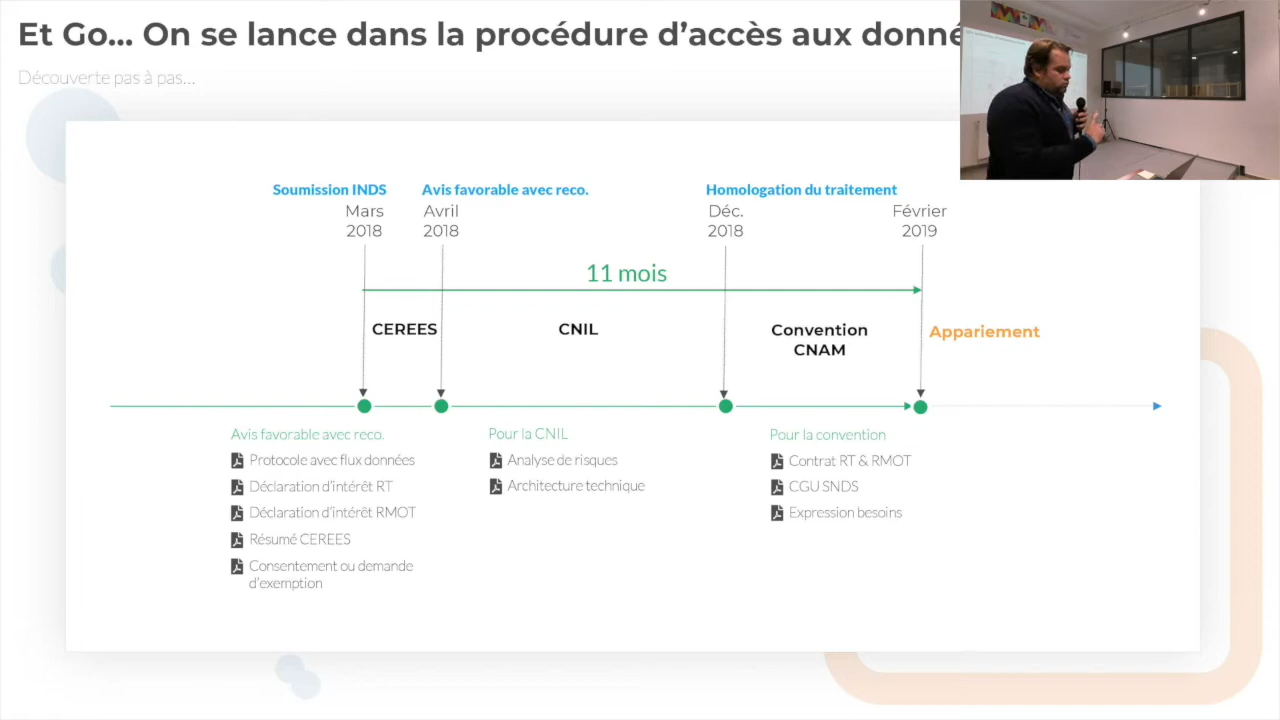 Et Go... On se lance dans la procédure d'accès aux donné
Découverte pas à pas...
Soumission INDS
Avis favorable avec reco.
Homologation du traitement
Mars
2018
Avril
2018
Déc.
2018
Février
2019
11 mois
CEREES
CNIL
Convention
CNAM
Appariement
Avis favorable avec reco.
Protocole avec flux données
Déclaration d'intérêt RT
Déclaration d'intérêt RMOT
Résumé CEREES
Consentement ou demande
d'exemption
Pour la CNIL
Analyse de risques
Architecture technique
Pour la convention
Contrat RT & RMOT
CGU SNDS
Expression besoins